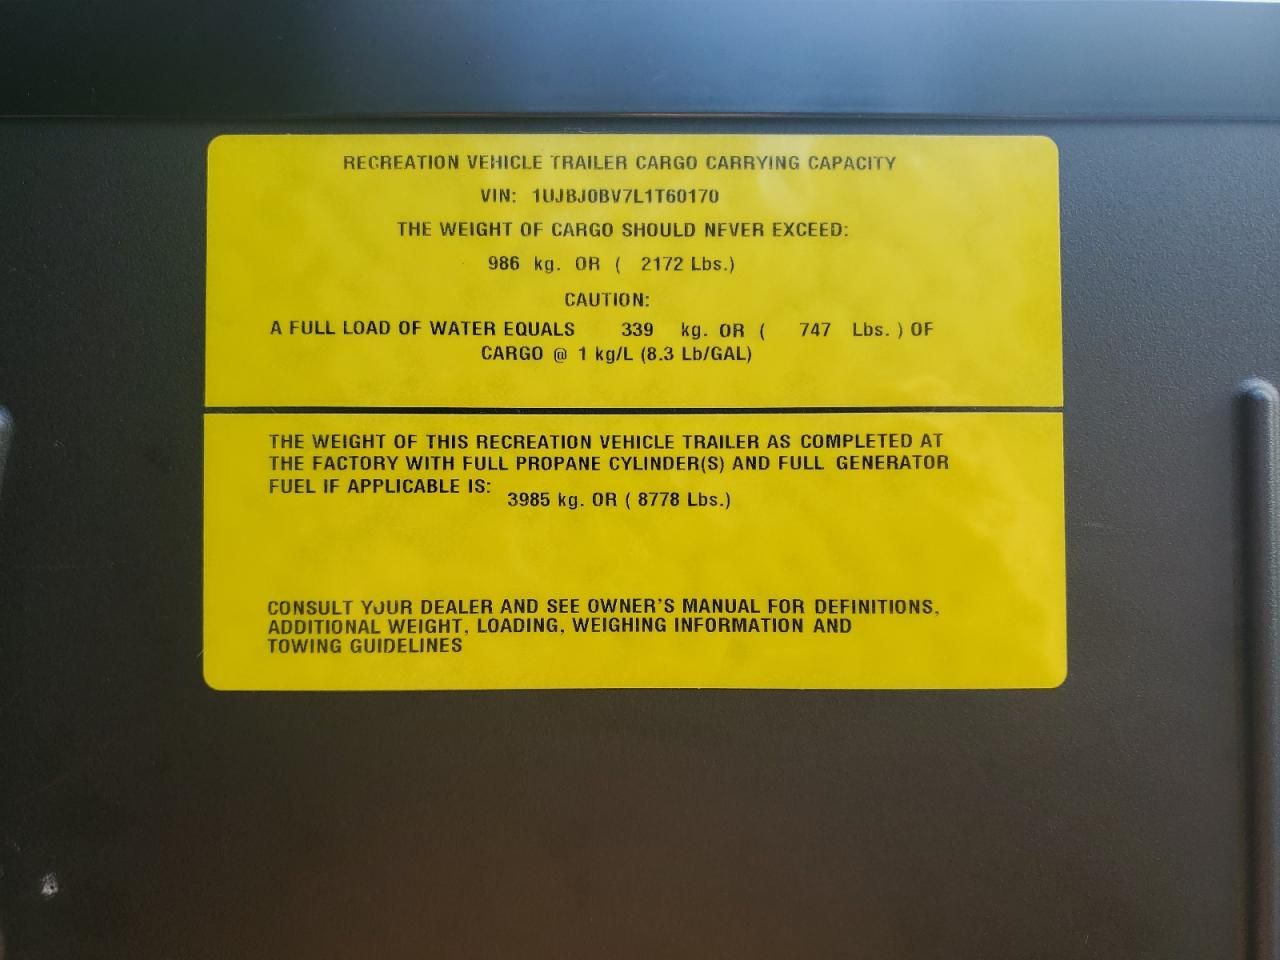 RECREATION VEHICLE TRAILER CARGO CARRYING CAPACITY
VIN: 1UJBJ0BV7L1T60170
THE WEIGHT OF CARGO SHOULD NEVER EXCEED:
986 kg. OR ( 2172 Lbs.)
CAUTION:
A FULL LOAD OF WATER EQUALS 339 kg. OR ( 747 Lbs. ) OF
CARGO @ 1 kg/L (8.3 Lb/GAL)
THE WEIGHT OF THIS RECREATION VEHICLE TRAILER AS COMPLETED AT
THE FACTORY WITH FULL PROPANE CYLINDER(S) AND FULL GENERATOR
FUEL IF APPLICABLE IS:
3985 kg. OR ( 8778 Lbs.)
CONSULT YOUR DEALER AND SEE OWNER'S MANUAL FOR DEFINITIONS,
ADDITIONAL WEIGHT, LOADING, WEIGHING INFORMATION AND
TOWING GUIDELINES